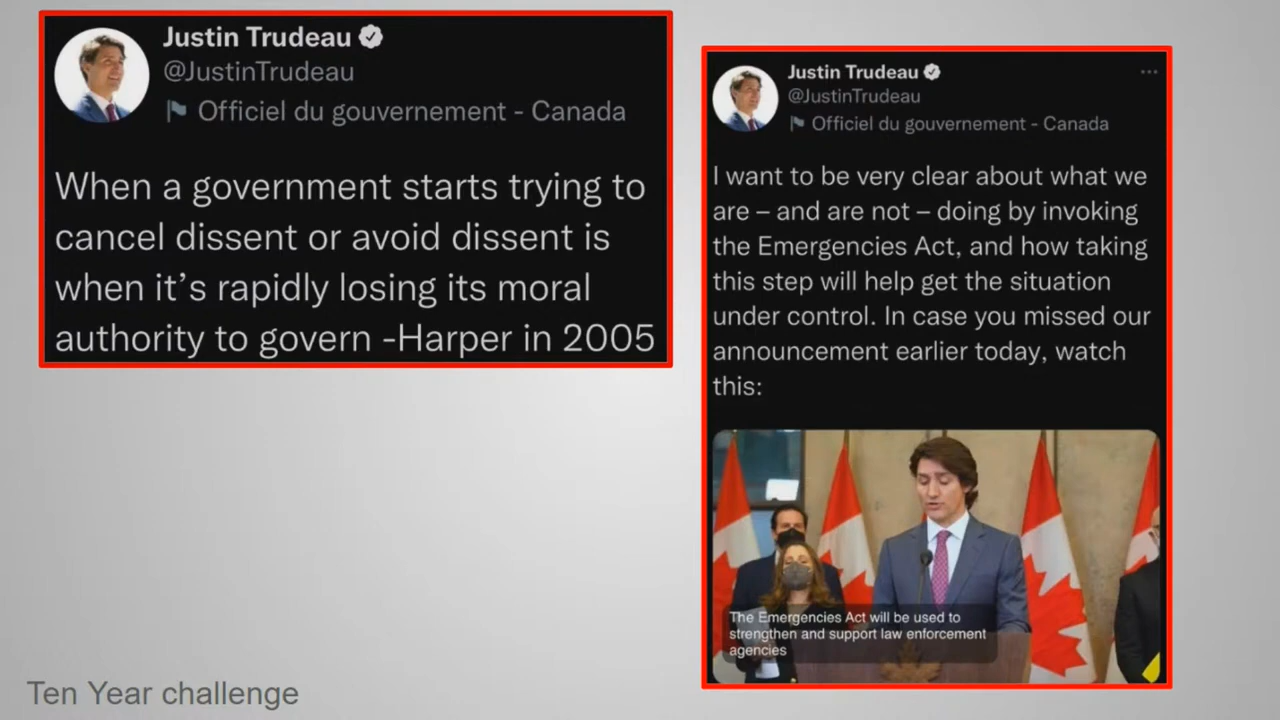 Justin Trudeau
@JustinTrudeau
Officiel du gouvernement - Canada
When a government starts trying to
cancel dissent or avoid dissent is
when it's rapidly losing its moral
authority to govern -Harper in 2005
Justin Trudeau
@JustinTrudeau
Officiel du gouvernement - Canada
I want to be very clear about what we
are – and are not – doing by invoking
the Emergencies Act, and how taking
this step will help get the situation
under control. In case you missed our
announcement earlier today, watch
this:
The Emergencies Act will be used to
strengthen and support law enforcement
agencies
Ten Year challenge